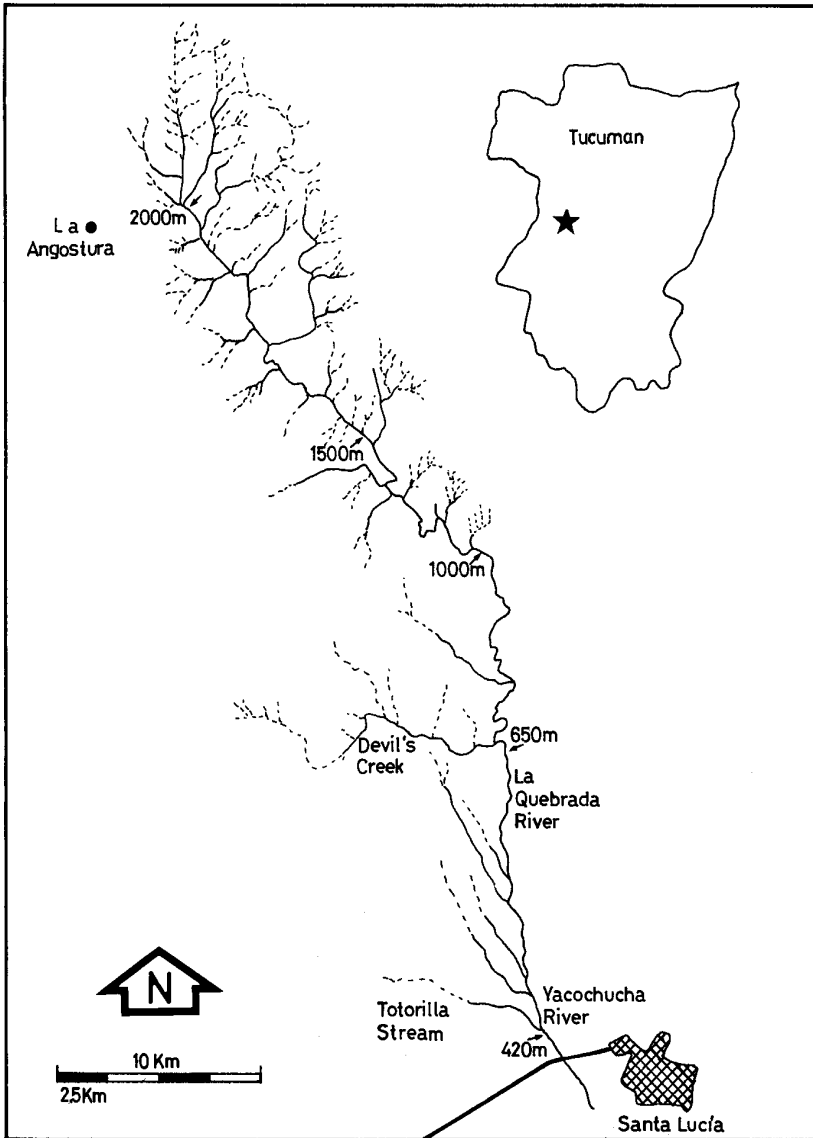 Tucuman
2000m
La
Angostura
1500m
1000m
650m
Devil's
Creek
La
Quebrada
River
N
Totorilla
Stream
Yacochucha
River
420m
10 Km
2,5Km
Santa Lucía